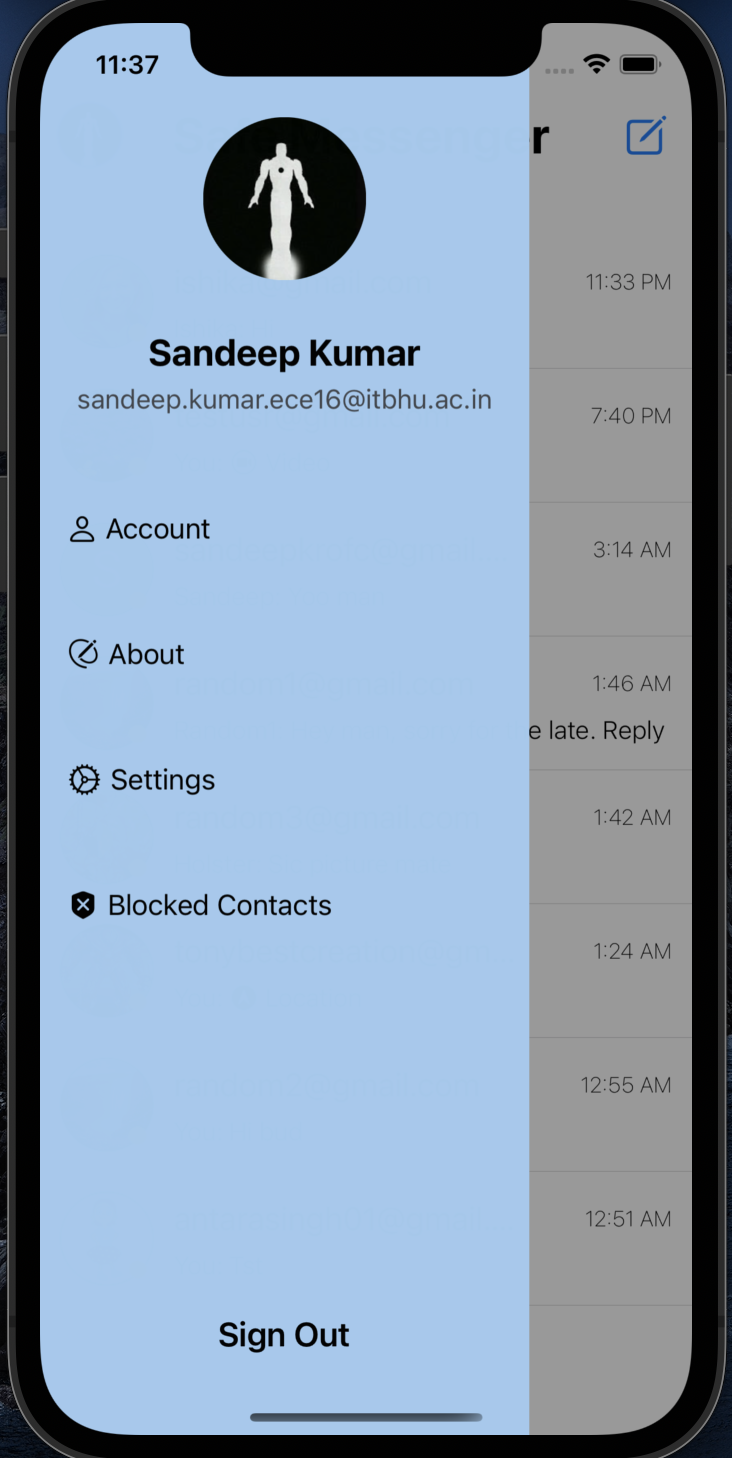 11:37
r
11:33 PM
Sandeep Kumar
sandeep.kumar.ece16@itbhu.ac.in
7:40 PM
Account
3:14 AM
About
1:46 AM
e late. Reply
Settings
1:42 AM
Blocked Contacts
1:24 AM
12:55 AM
12:51 AM
Sign Out